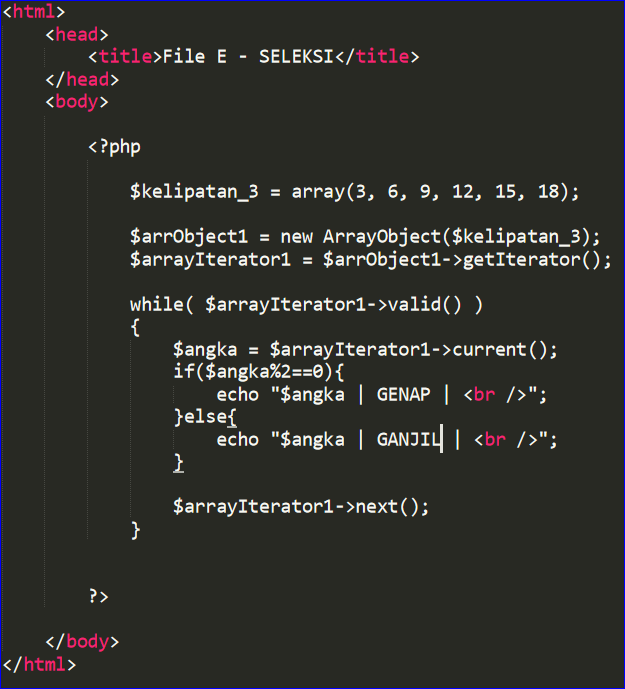 <html>
<head>
<title>File E - SELEKSI</title>
</head>
<body>
<?php
$kelipatan_3 = array(3, 6, 9, 12, 15, 18);
$arrObject1 = new ArrayObject($kelipatan_3);
$arrayIterator1 = $arrObject1->getIterator();
while( $arrayIterator1->valid() )
{
$angka = $arrayIterator1->current();
if($angka%2==0){
echo "$angka | GENAP | <br />";
}else{
echo "$angka | GANJIL | <br />";
}
$arrayIterator1->next();
}
?>
</body>
</html>